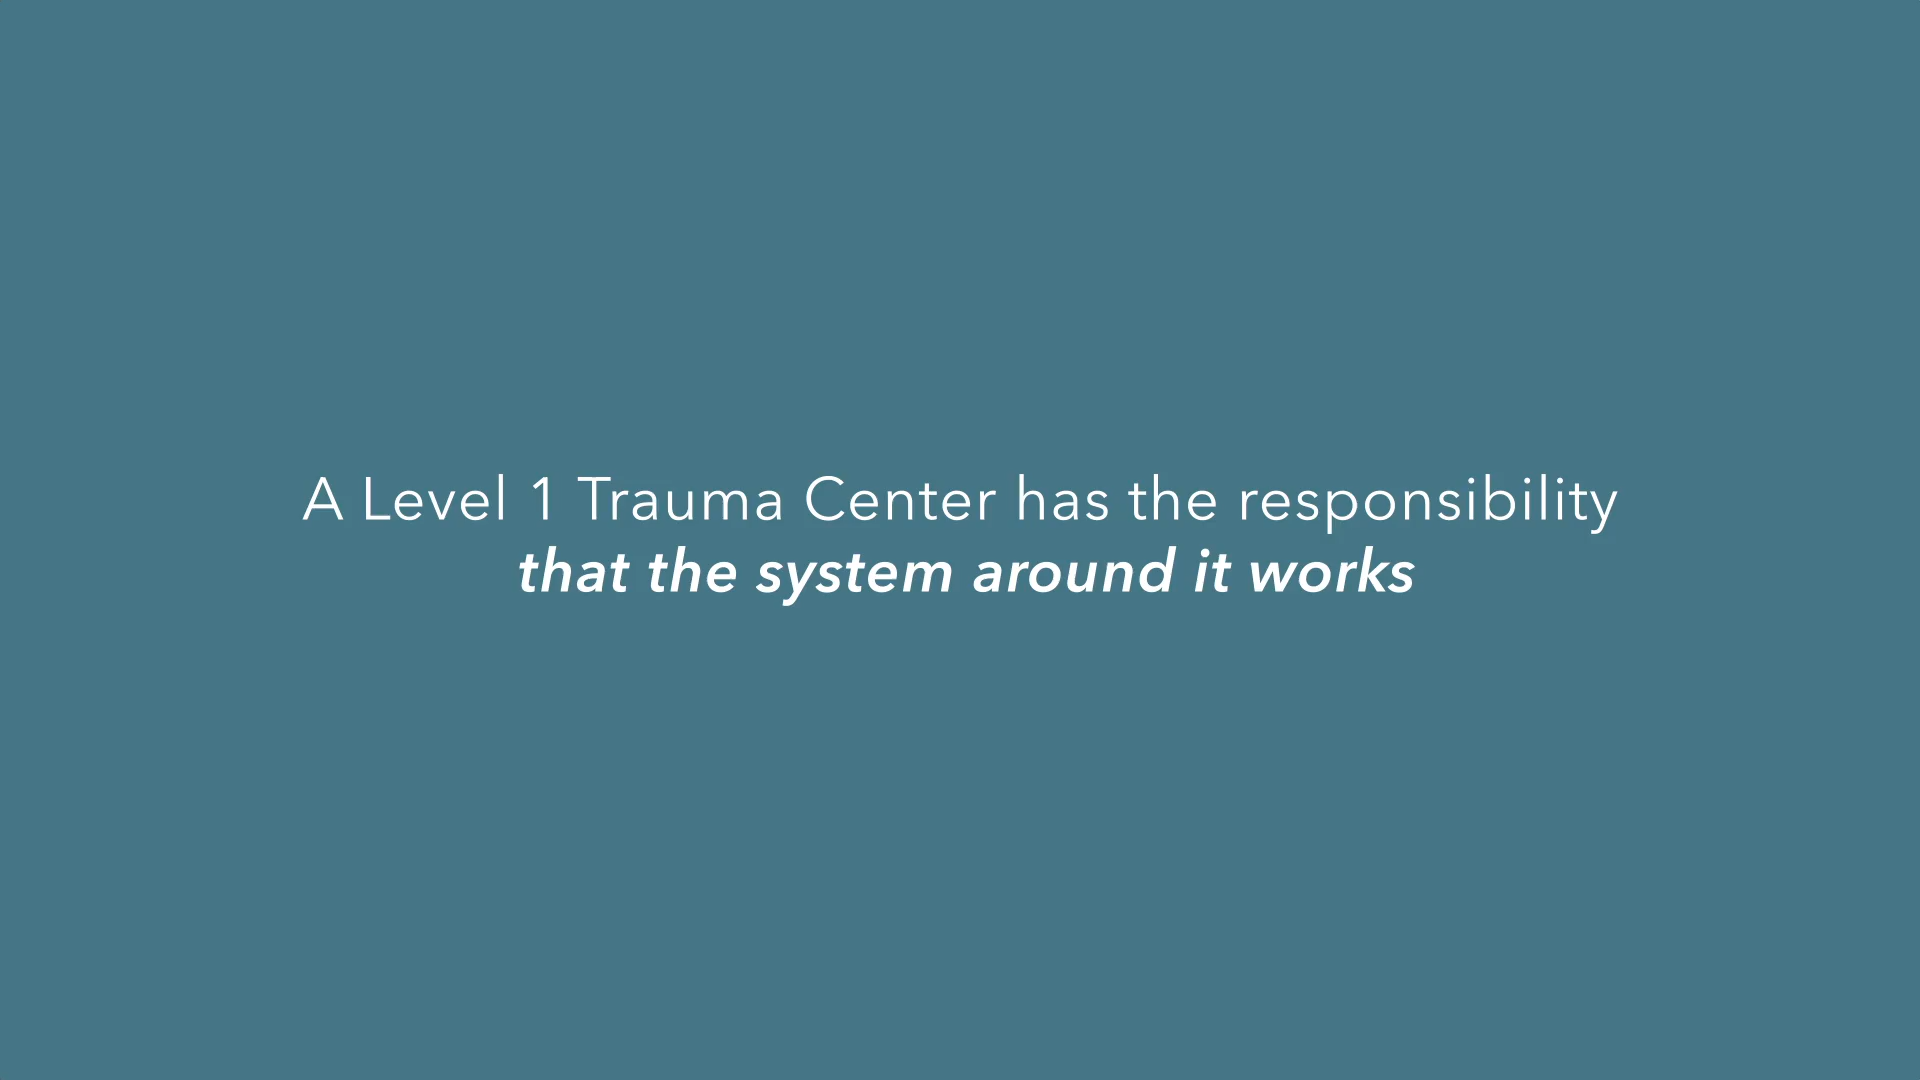 A Level 1 Trauma Center has the responsibility
that the system around it works